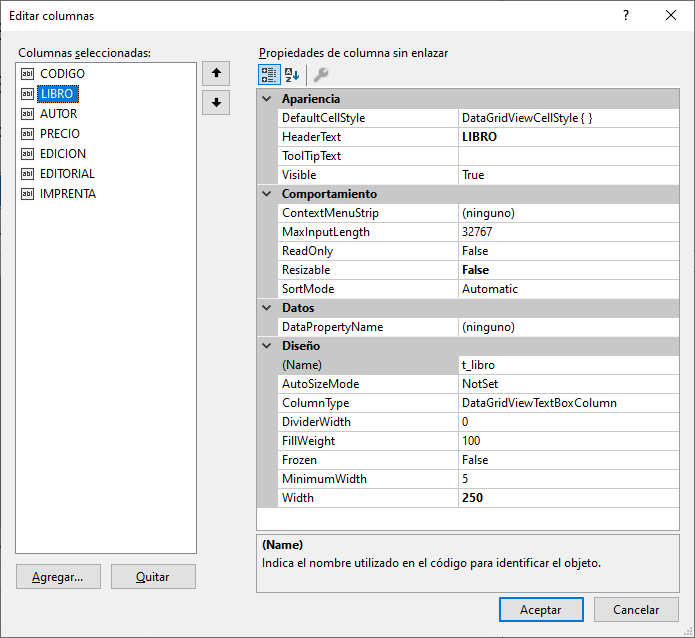 Editar columnas
?
Columnas seleccionadas:
CODIGO
LIBRO
AUTOR
PRECIO
EDICION
EDITORIAL
IMPRENTA
Agregar...
Quitar
Propiedades de columna sin enlazar
Apariencia
DefaultCellStyle DataGridViewCellStyle { }
HeaderText LIBRO
ToolTipText
Visible True
Comportamiento
ContextMenuStrip (ninguno)
MaxInputLength 32767
ReadOnly False
Resizable False
SortMode Automatic
Datos
DataPropertyName (ninguno)
Diseño
(Name) t_libro
AutoSizeMode NotSet
ColumnType DataGridViewTextBoxColumn
DividerWidth 0
FillWeight 100
Frozen False
MinimumWidth 5
Width 250
(Name)
Indica el nombre utilizado en el código para identificar el objeto.
Aceptar
Cancelar